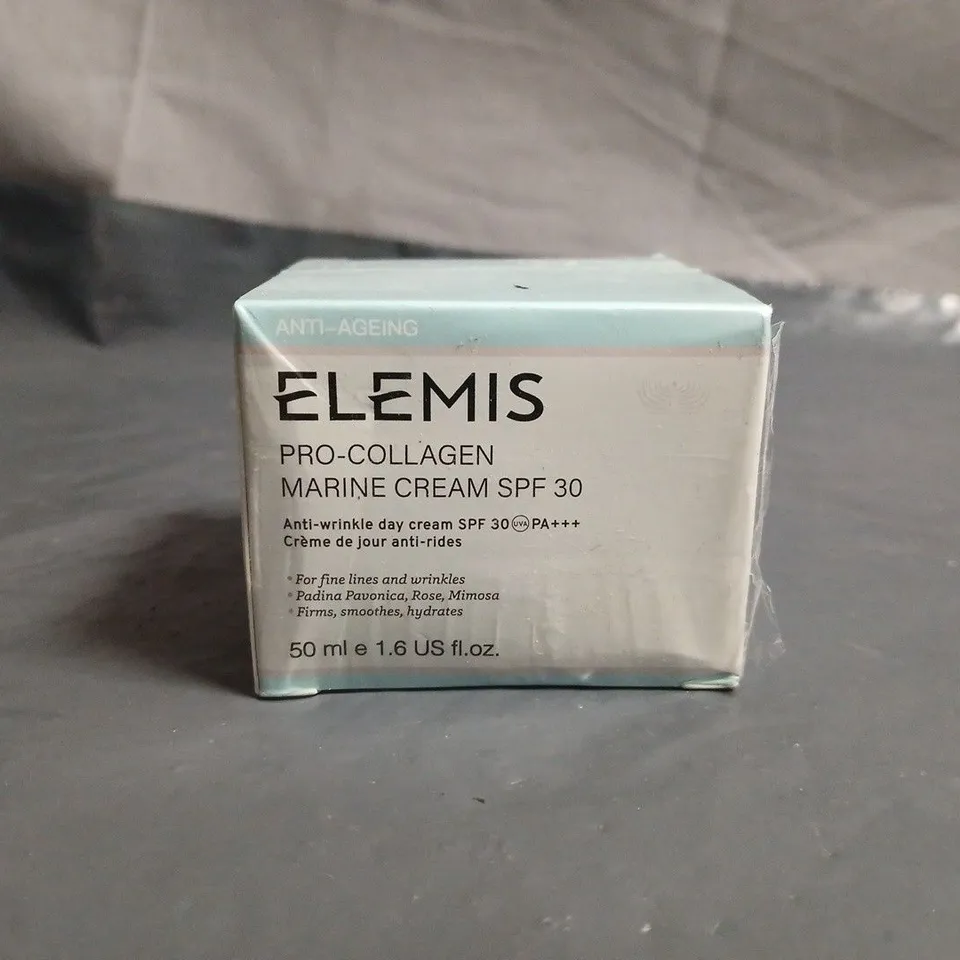 ANTI-AGEING
ELEMIS
PRO-COLLAGEN
MARINE CREAM SPF 30
Anti-wrinkle day cream SPF 30 UVA PA+++
Crème de jour anti-rides
• For fine lines and wrinkles
• Padina Pavonica, Rose, Mimosa
• Firms, smoothes, hydrates
50 ml e 1.6 US fl.oz.